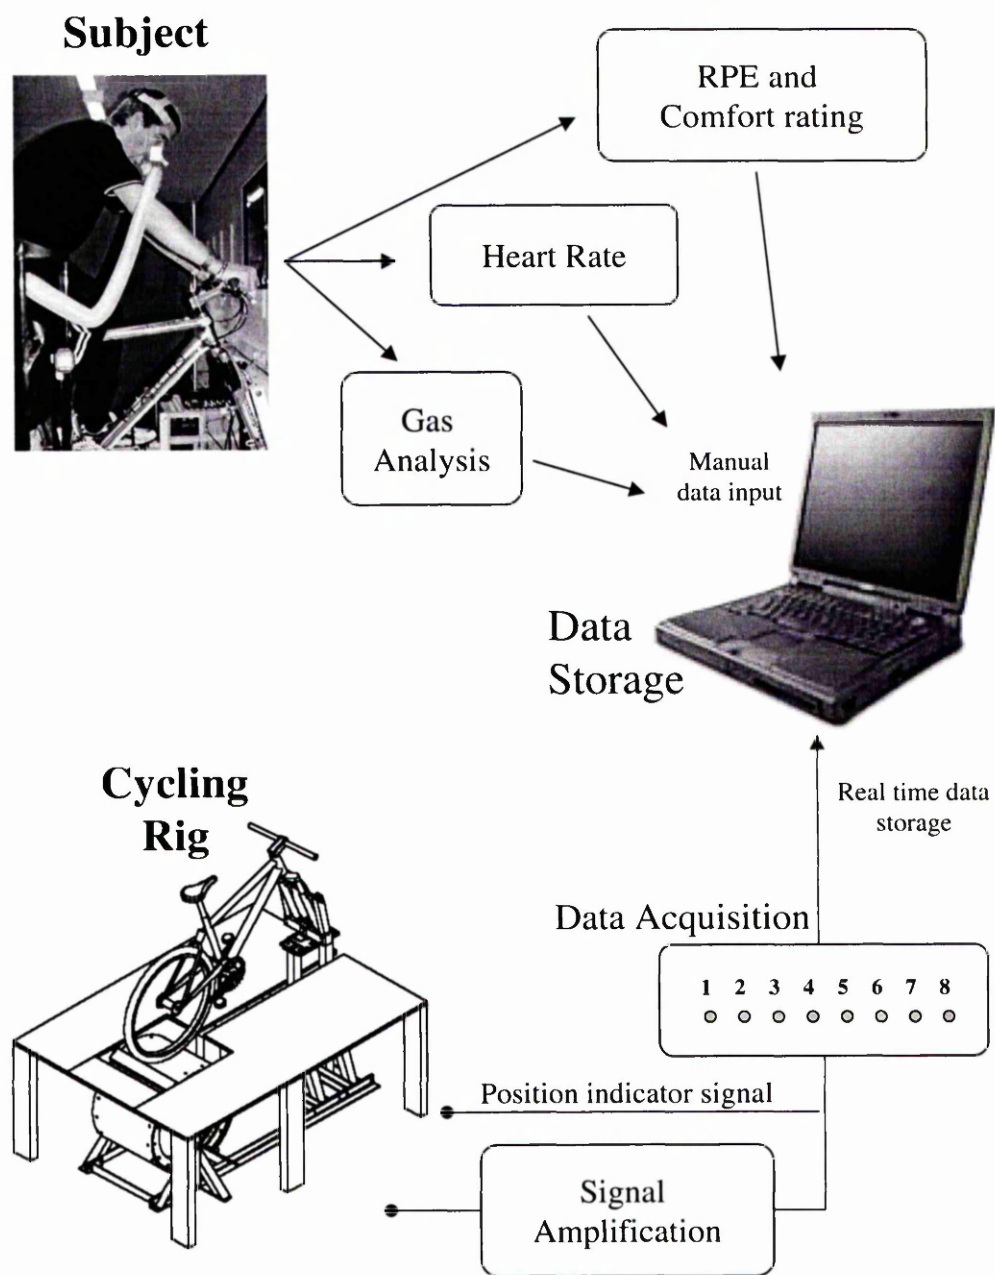 Subject
RPE and
Comfort rating
Heart Rate
Gas
Analysis
Manual
data input
Data
Storage
Cycling
Rig
Real time data
storage
Data Acquisition
1 2 3 4 5 6 7 8
Position indicator signal
Signal
Amplification